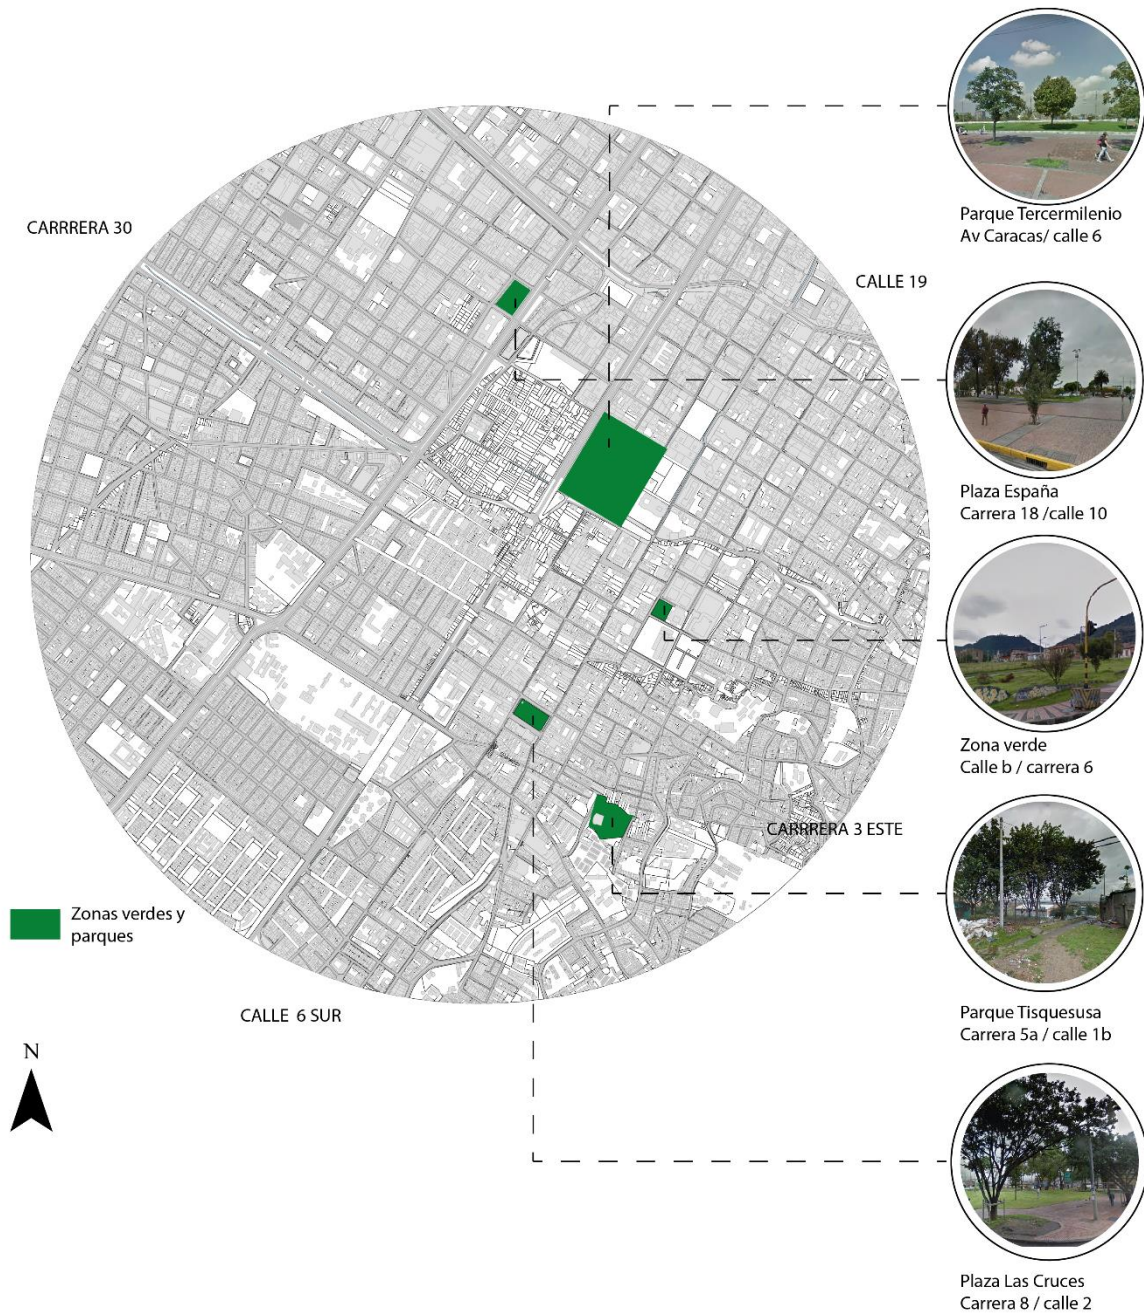 CARRRERA 30
CALLE 19
CARRRERA 3 ESTE
CALLE  6 SUR
Zonas verdes y
parques
N
Parque Tercermilenio
Av Caracas/ calle 6
Plaza España
Carrera 18 /calle 10
Zona verde
Calle b / carrera 6
Parque Tisquesusa
Carrera 5a / calle 1b
Plaza Las Cruces
Carrera 8 / calle 2